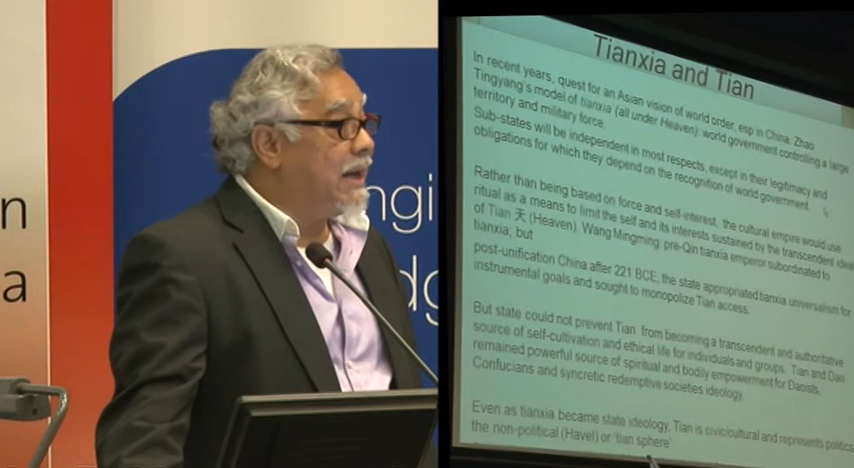 n
a
ngi
dg
Tianxia and Tian
In recent years, quest for an Asian vision of world order, esp in China. Zhao
Tingyang's model of tianxia (all under Heaven): world government controlling a large
territory and military force.
Sub-states will be independent in most respects, except in their legitimacy and
obligations for which they depend on the recognition of world government.
Rather than being based on force and self-interest, the cultural empire would use
ritual as a means to limit the self and its interests sustained by the transcendent ideal
of Tian 天 (Heaven). Wang Mingming, pre-Qin tianxia emperor subordinated to
tianxia; but
post-unification China after 221 BCE, the state appropriated tianxia universalism for
instrumental goals and sought to monopolize Tian access.
But state could not prevent Tian from becoming a transcendent and authoritative
source of self-cultivation and ethical life for individuals and groups. Tian and Dao
remained powerful source of spiritual and bodily empowerment for Daoists,
Confucians and syncretic redemptive societies ideology.
Even as tianxia became state ideology, Tian is civic/cultural and represents politics
the non-political (Havel) or 'tian sphere'